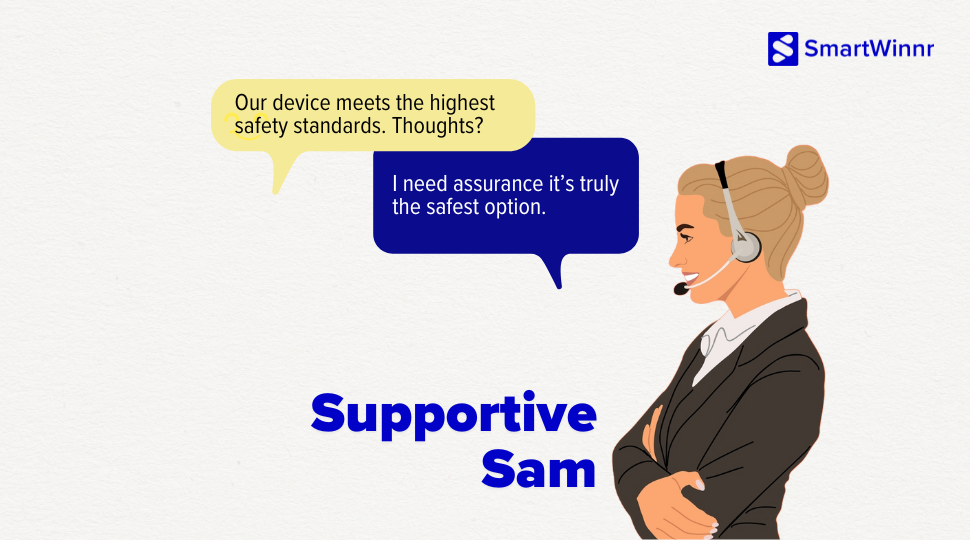 SmartWinnr
Our device meets the highest
safety standards. Thoughts?
I need assurance it’s truly
the safest option.
Supportive
Sam